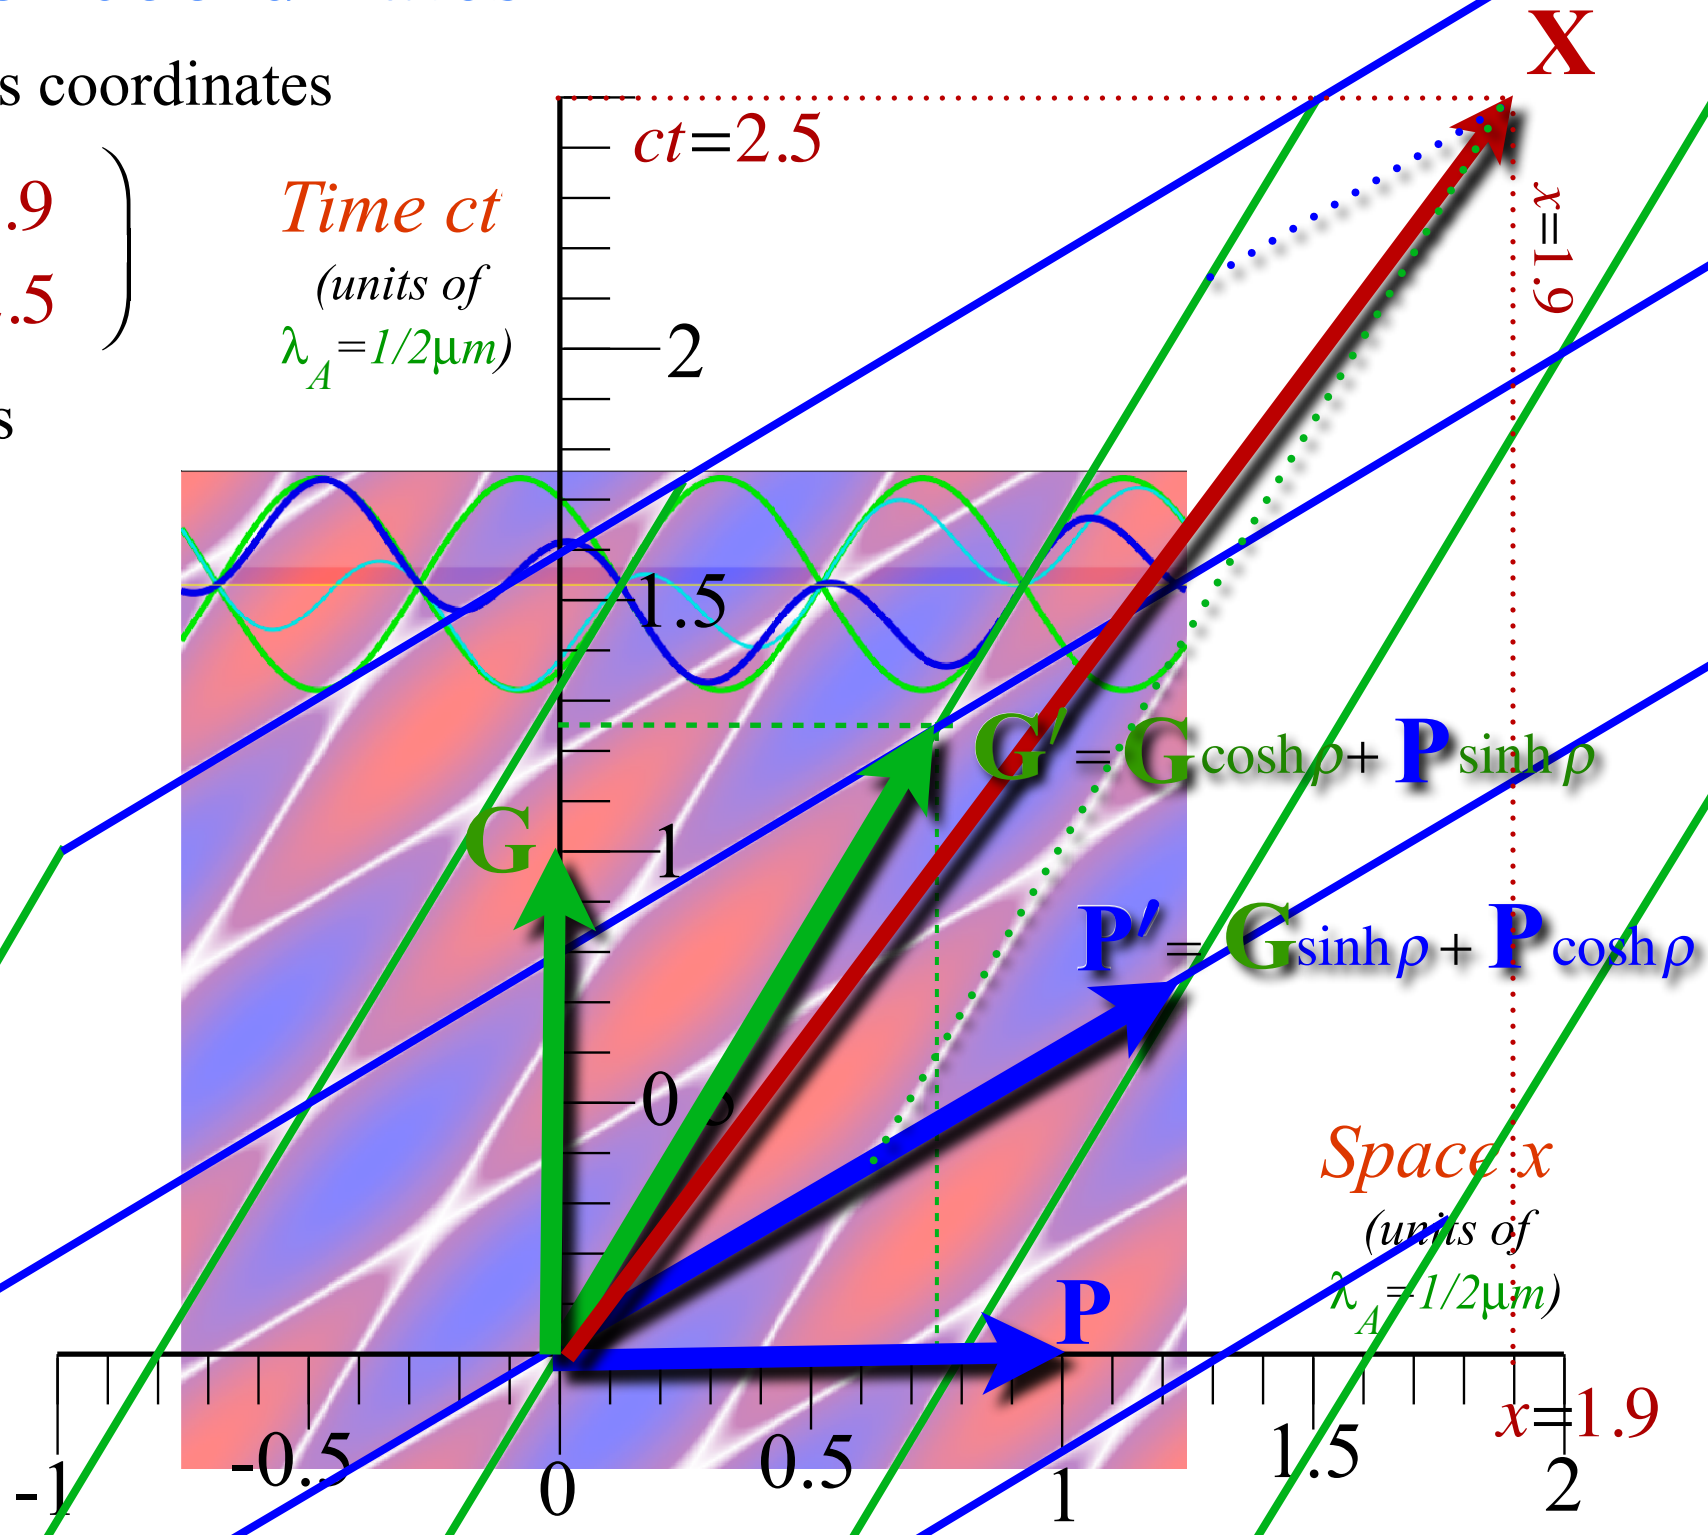 s coordinates
X
ct=2.5
.9
Time ct
x=1.9
(units of
.5
λA=1/2μm)
2
s
1.5
G′ = Gcoshρ+ Psinhρ
G
1
P′ = Gsinhρ + Pcoshρ
0.5
Space x
(units of
λA=1/2μm)
P
x=1.9
-1
-0.5
0
0.5
1
1.5
2